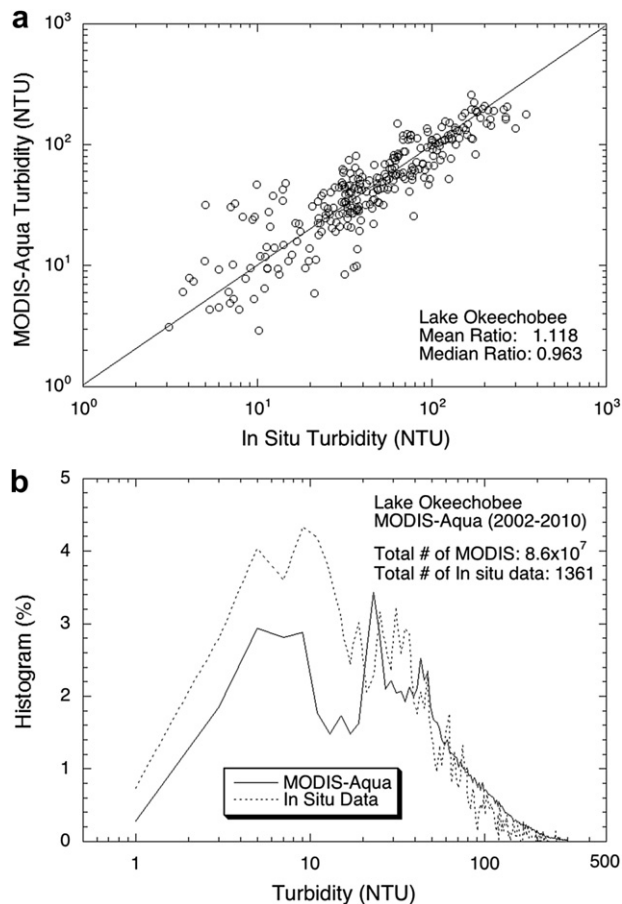 a
10³
10²
10¹
10⁰
MODIS-Aqua Turbidity (NTU)
Lake Okeechobee
Mean Ratio: 1.118
Median Ratio: 0.963
10⁰ 10¹ 10² 10³
In Situ Turbidity (NTU)
b
5
4
3
2
1
0
Histogram (%)
Lake Okeechobee
MODIS-Aqua (2002-2010)
Total # of MODIS: 8.6x10⁷
Total # of In situ data: 1361
MODIS-Aqua
In Situ Data
1 10 100 500
Turbidity (NTU)